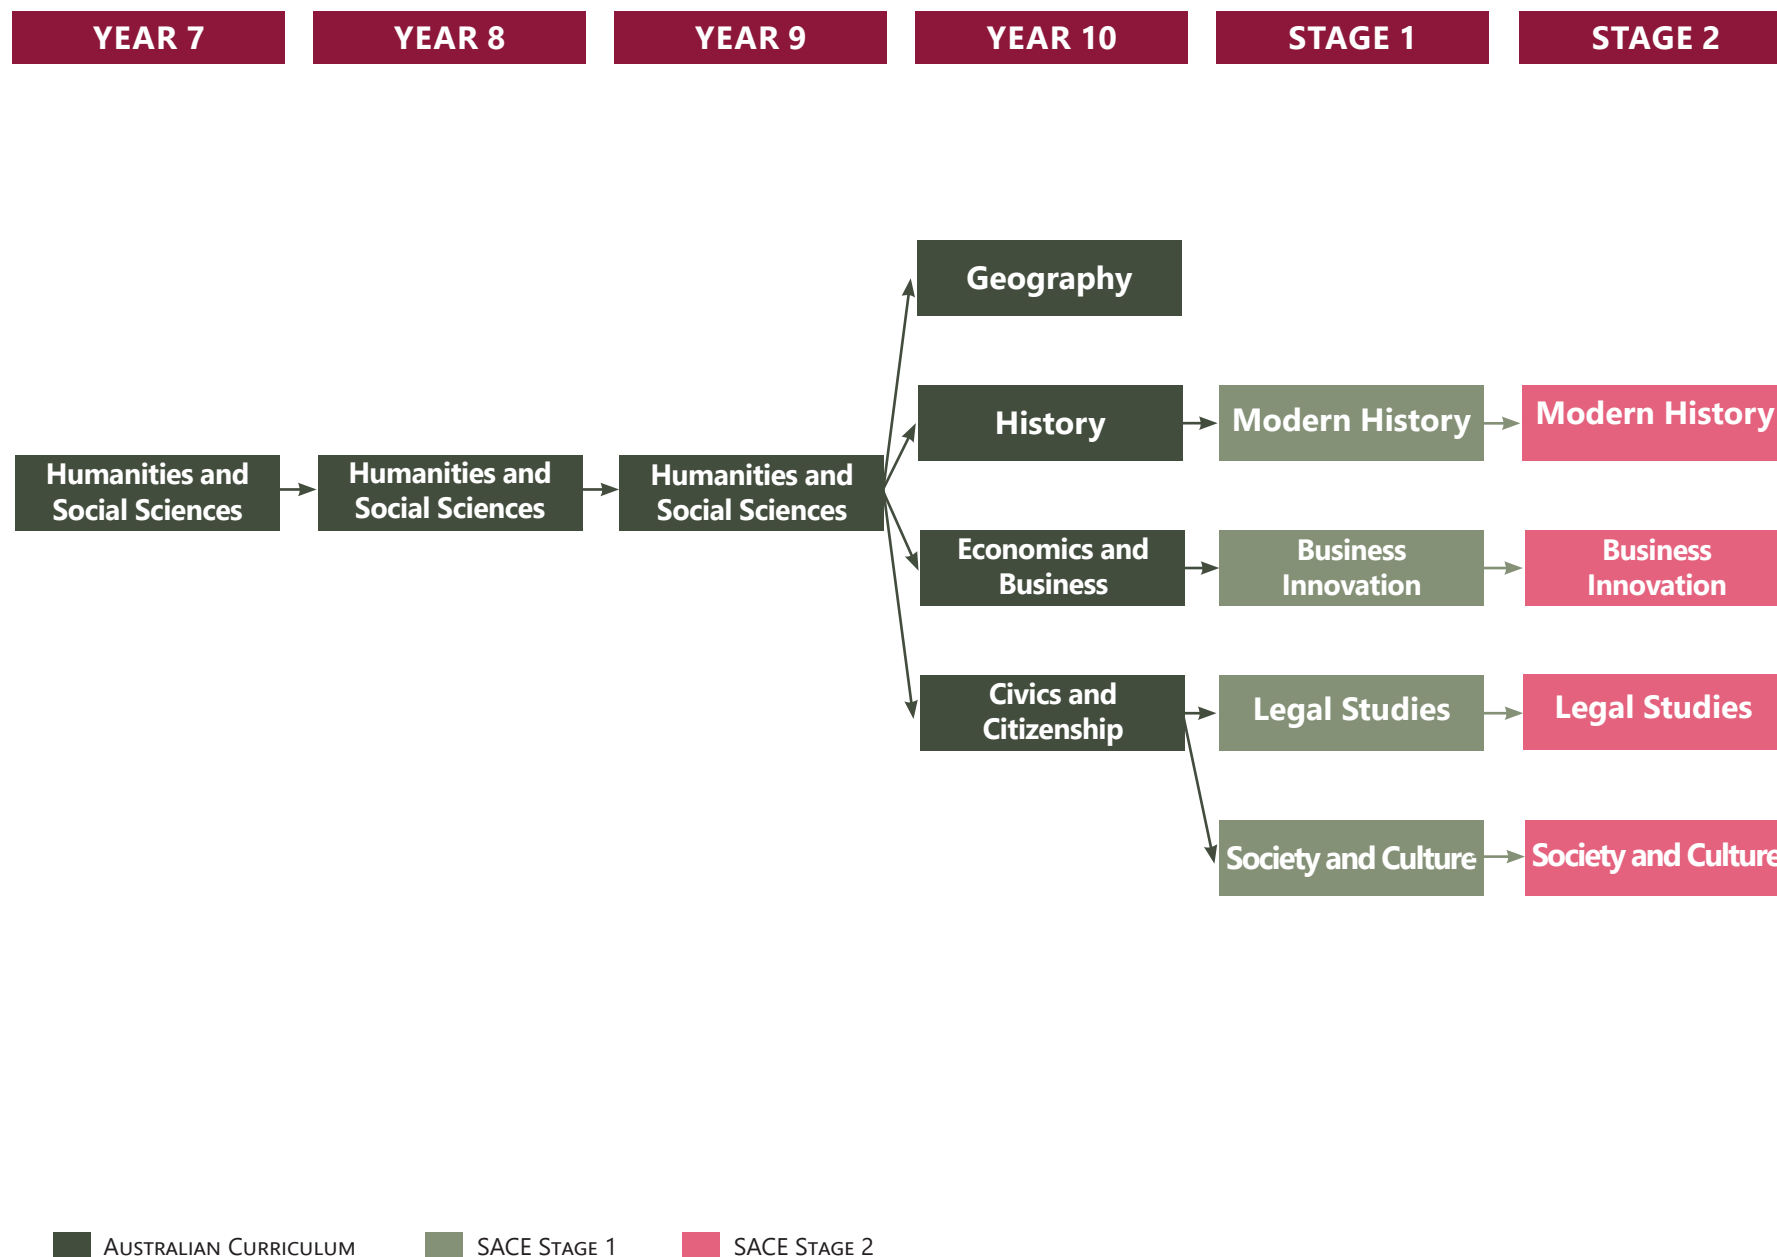 YEAR 7
YEAR 8
YEAR 9
YEAR 10
STAGE 1
STAGE 2
Geography
History
Modern History
Modern History
Humanities and
Social Sciences
Humanities and
Social Sciences
Humanities and
Social Sciences
Economics and
Business
Business
Innovation
Business
Innovation
Civics and
Citizenship
Legal Studies
Legal Studies
Society and Culture
Society and Culture
AUSTRALIAN CURRICULUM
SACE STAGE 1
SACE STAGE 2